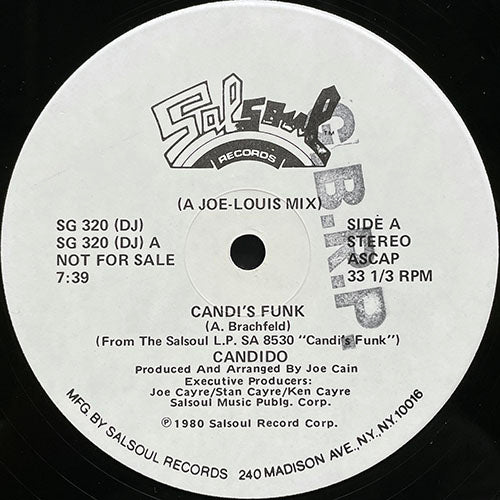 Salsoul
TM
RECORDS
(A JOE-LOUIS MIX)
SG 320 (DJ)
SG 320 (DJ) A
NOT FOR SALE
7:39
SIDE A
STEREO
ASCAP
33 1/3 RPM
C.B.R.P.
CANDI'S FUNK
(A. Brachfeld)
(From The Salsoul L.P. SA 8530 "Candi's Funk")
CANDIDO
Produced And Arranged By Joe Cain
Executive Producers:
Joe Cayre/Stan Cayre/Ken Cayre
Salsoul Music Publg. Corp.
℗ 1980 Salsoul Record Corp.
MFG. BY SALSOUL RECORDS 240 MADISON AVE., NY., NY. 10016